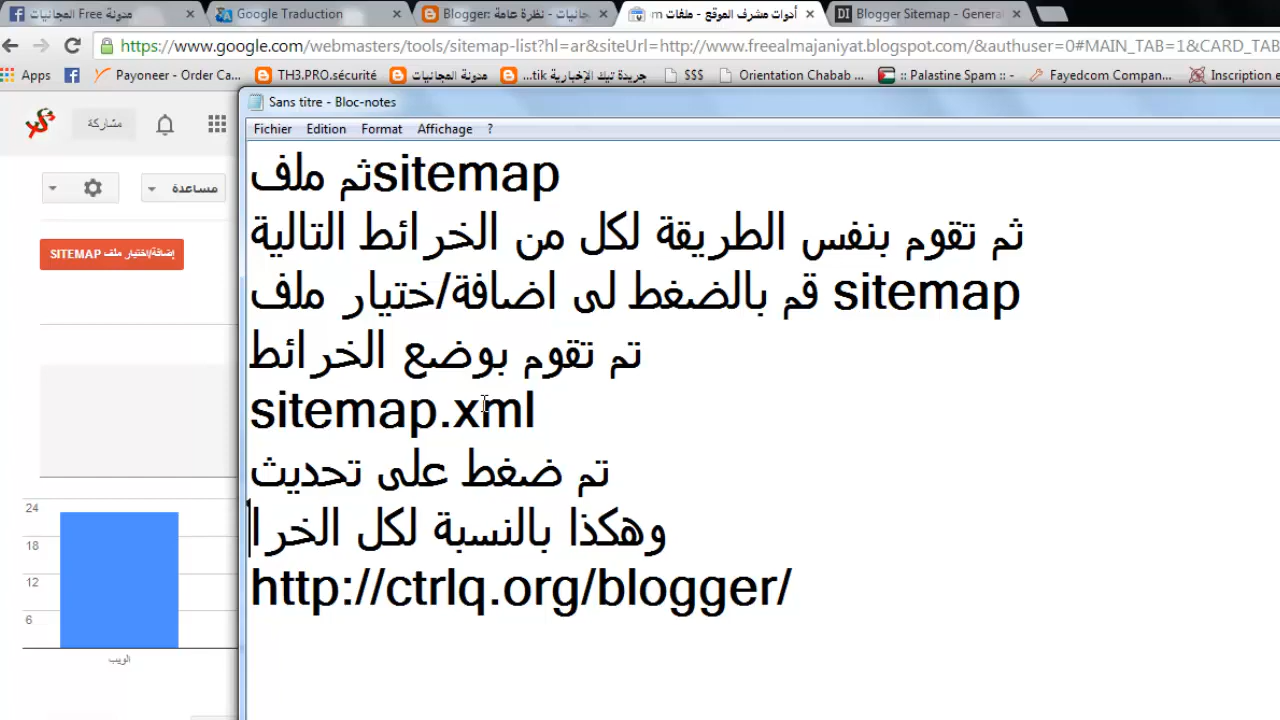 مدونة Free المجانيات
Google Traduction
Blogger: نظرة عامة - المجانيات
أدوات مشرف الموقع - ملفات
Blogger Sitemap - Genera
https://www.google.com/webmasters/tools/sitemap-list?hl=ar&siteUrl=http://www.freealmajaniyat.blogspot.com/&authuser=0#MAIN_TAB=1&CARD_TAB
Apps
Payoneer - Order Ca...
TH3.PRO.sécurité
مدونة المجانيات
جريدة تيك الإخبارية tik...
$$$
Orientation Chabab ...
:: Palastine Spam :: -
Fayedcom Compan...
Inscription e
Sans titre - Bloc-notes
Fichier Edition Format Affichage ?
مشاركة
مساعدة
إضافة/اختبار ملف SITEMAP
ثم ملف sitemap
ثم تقوم بنفس الطريقة لكل من الخرائط التالية
قم بالضغط لى اضافة/ختيار ملف sitemap
تم تقوم بوضع الخرائط
sitemap.xml
تم ضغط على تحديث
وهكذا بالنسبة لكل الخرا
http://ctrlq.org/blogger/
24
18
12
6
الويب